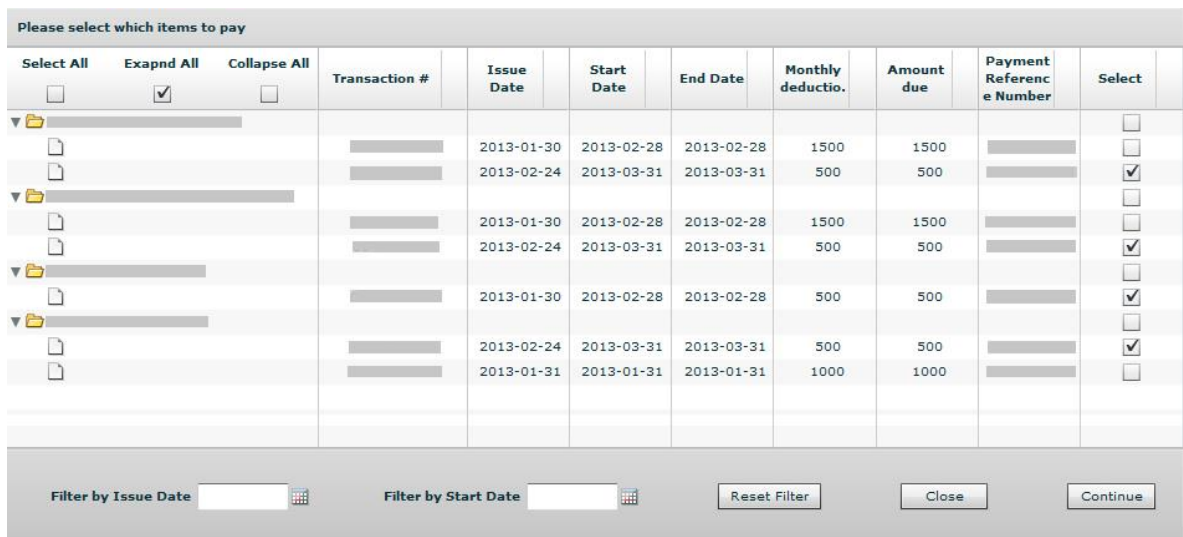 Please select which items to pay
Select All Exapnd All Collapse All Transaction # Issue Date Start Date End Date Monthly deductio. Amount due Payment Referenc e Number Select
2013-01-30 2013-02-28 2013-02-28 1500 1500
2013-02-24 2013-03-31 2013-03-31 500 500
2013-01-30 2013-02-28 2013-02-28 1500 1500
2013-02-24 2013-03-31 2013-03-31 500 500
2013-01-30 2013-02-28 2013-02-28 500 500
2013-02-24 2013-03-31 2013-03-31 500 500
2013-01-31 2013-01-31 2013-01-31 1000 1000
Filter by Issue Date Filter by Start Date Reset Filter Close Continue